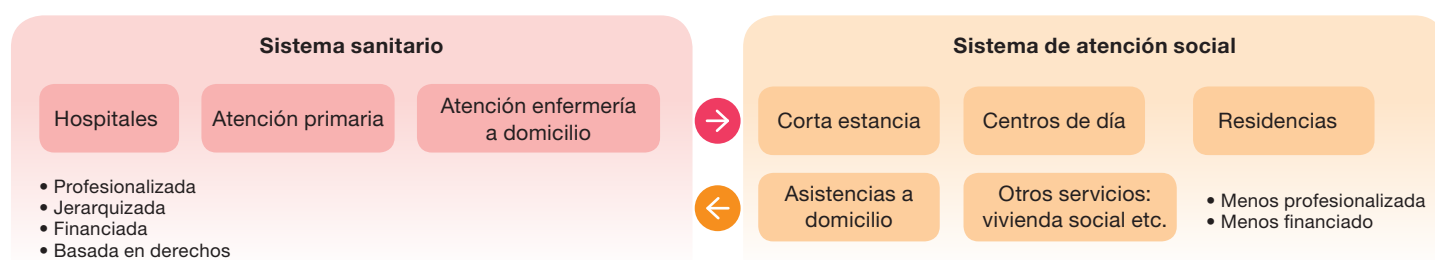 Sistema sanitario
Hospitales
Atención primaria
Atención enfermería
a domicilio
• Profesionalizada
• Jerarquizada
• Financiada
• Basada en derechos
Sistema de atención social
Corta estancia
Centros de día
Residencias
Asistencias a
domicilio
Otros servicios:
vivienda social etc.
• Menos profesionalizada
• Menos financiado